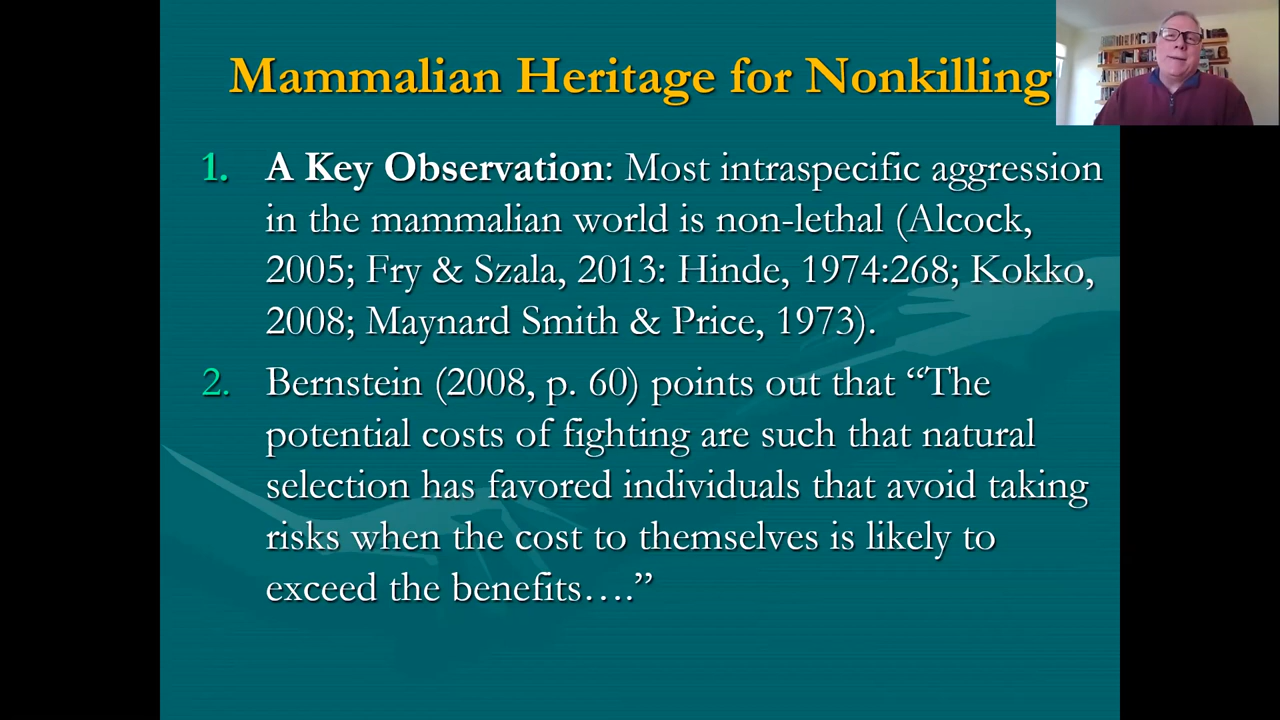 Mammalian Heritage for Nonkilling
1. A Key Observation: Most intraspecific aggression
in the mammalian world is non-lethal (Alcock,
2005; Fry & Szala, 2013: Hinde, 1974:268; Kokko,
2008; Maynard Smith & Price, 1973).
2. Bernstein (2008, p. 60) points out that “The
potential costs of fighting are such that natural
selection has favored individuals that avoid taking
risks when the cost to themselves is likely to
exceed the benefits….”